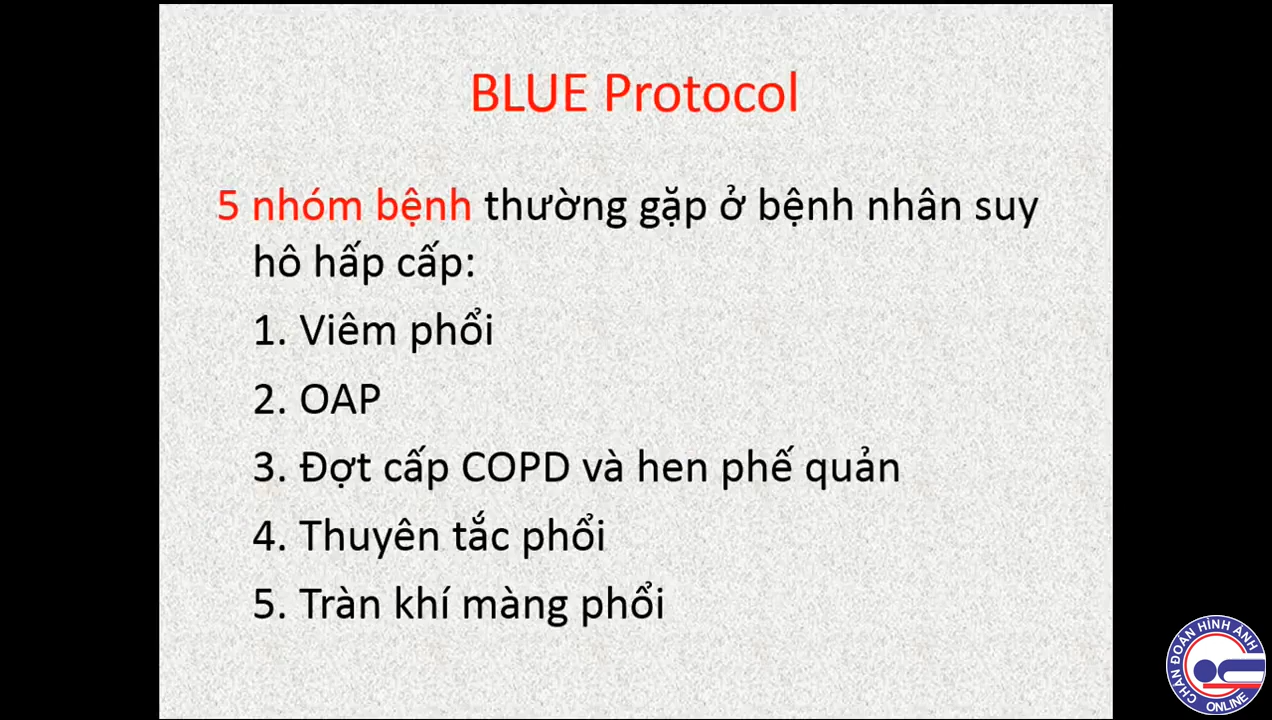 BLUE Protocol
5 nhóm bệnh thường gặp ở bệnh nhân suy
hô hấp cấp:
1. Viêm phổi
2. OAP
3. Đợt cấp COPD và hen phế quản
4. Thuyên tắc phổi
5. Tràn khí màng phổi
CHẨN ĐOÁN HÌNH ẢNH
ONLINE